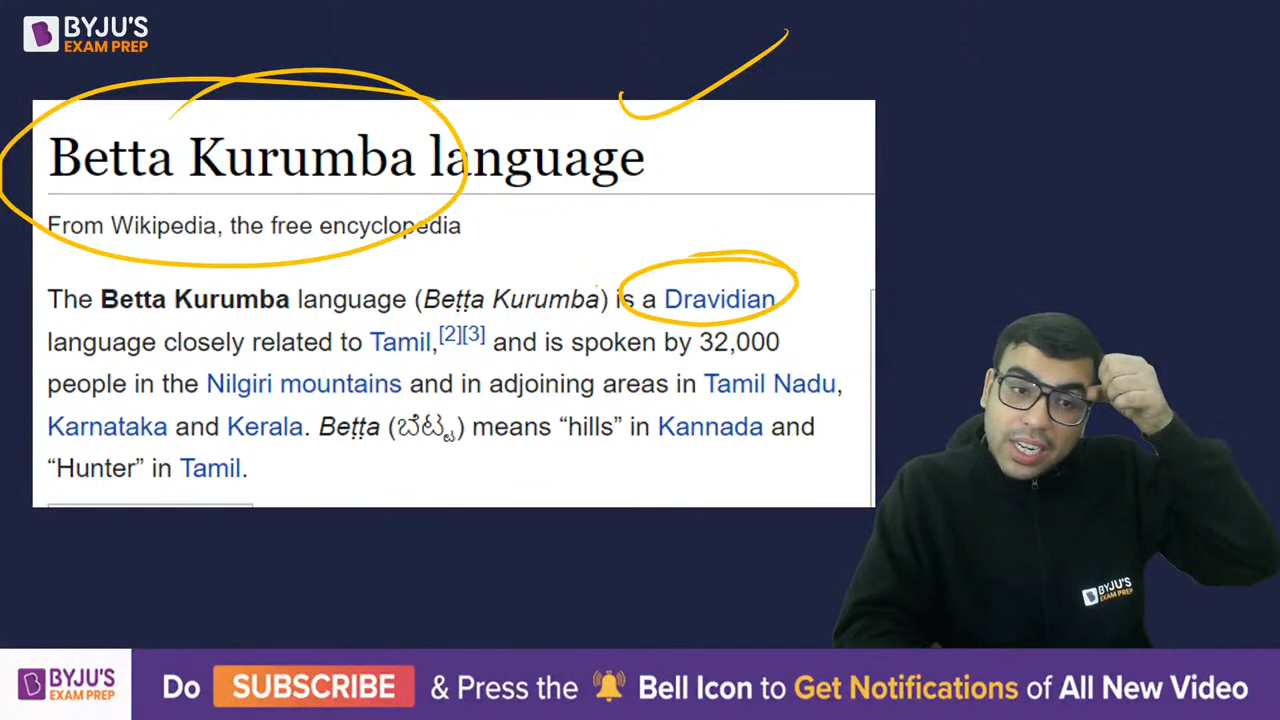 BYJU'S
EXAM PREP
Betta Kurumba language
From Wikipedia, the free encyclopedia
The Betta Kurumba language (Beṭṭa Kurumba) is a Dravidian
language closely related to Tamil,[2][3] and is spoken by 32,000
people in the Nilgiri mountains and in adjoining areas in Tamil Nadu,
Karnataka and Kerala. Beṭṭa (ಬೆಟ್ಟ) means “hills” in Kannada and
“Hunter” in Tamil.
BYJU'S
EXAM PREP
BYJU'S
EXAM PREP
Do SUBSCRIBE & Press the Bell Icon to Get Notifications of All New Video